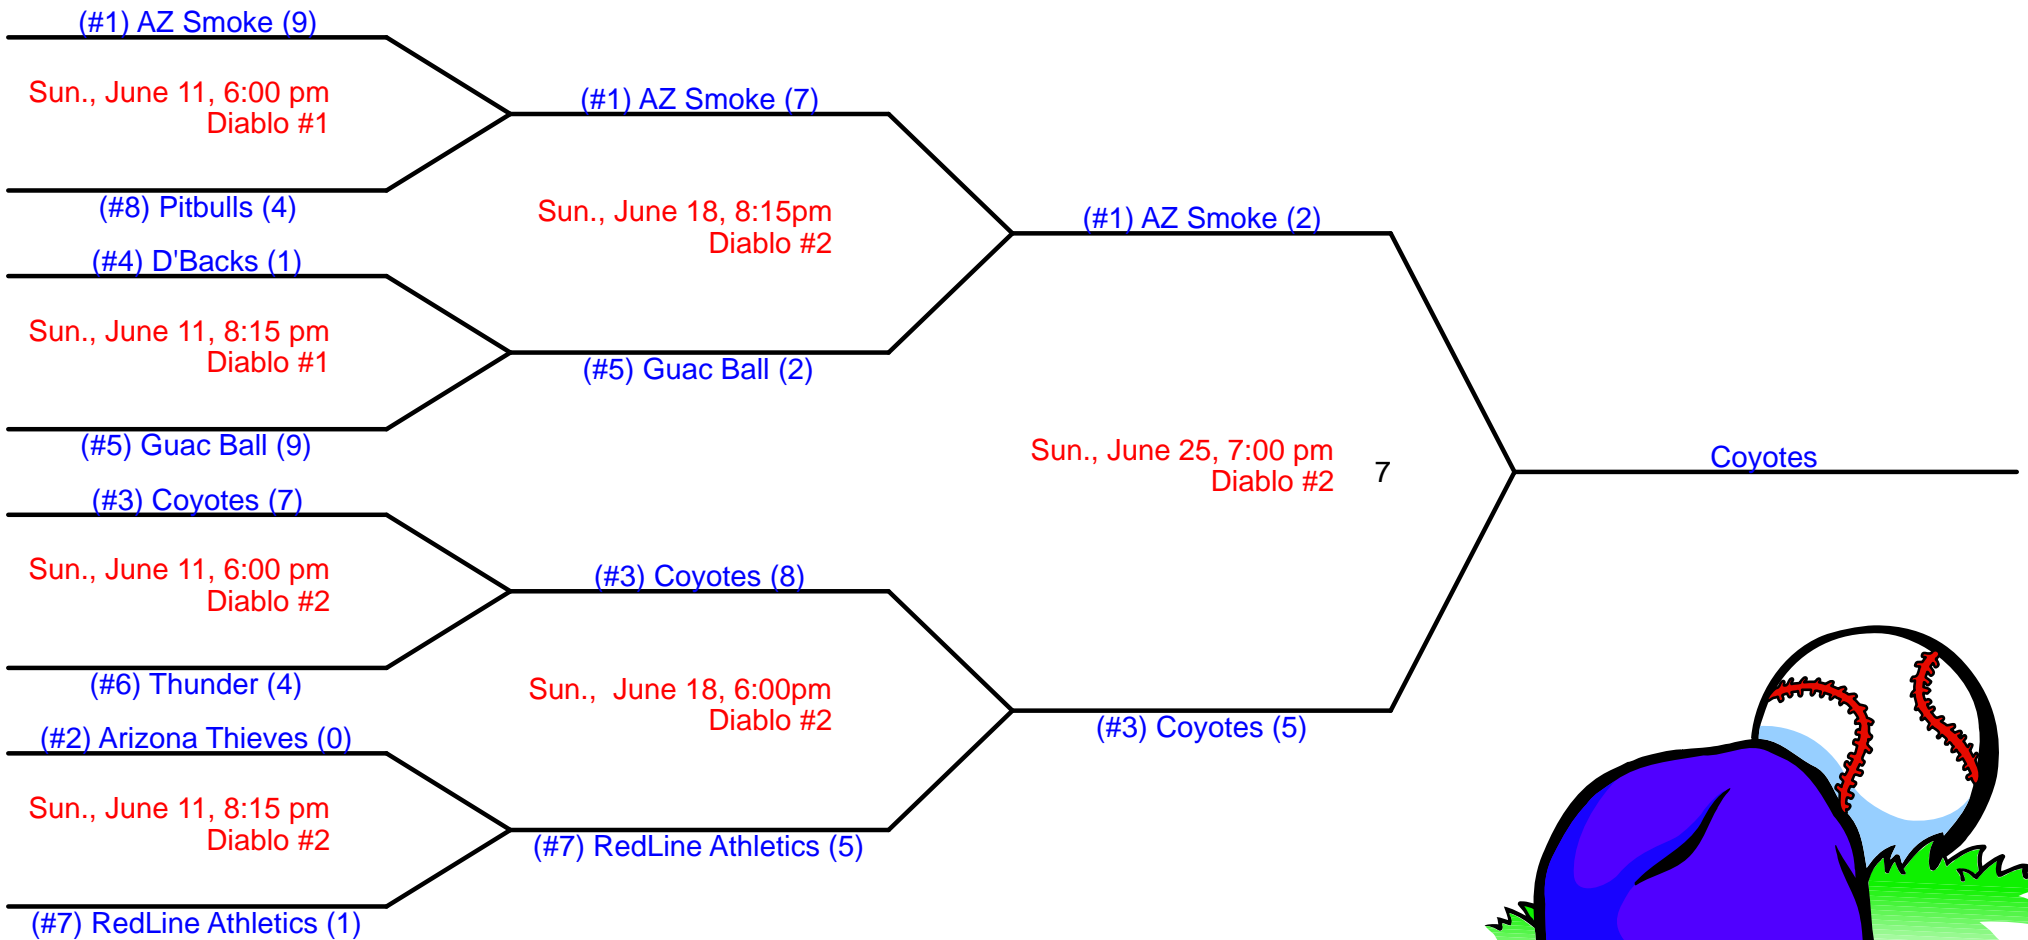 (#1) AZ Smoke (9)
Sun., June 11, 6:00 pm
Diablo #1
(#8) Pitbulls (4)
(#4) D'Backs (1)
Sun., June 11, 8:15 pm
Diablo #1
(#5) Guac Ball (9)
(#3) Coyotes (7)
Sun., June 11, 6:00 pm
Diablo #2
(#6) Thunder (4)
(#2) Arizona Thieves (0)
Sun., June 11, 8:15 pm
Diablo #2
(#7) RedLine Athletics (1)
(#1) AZ Smoke (7)
Sun., June 18, 8:15pm
Diablo #2
(#5) Guac Ball (2)
(#3) Coyotes (8)
Sun., June 18, 6:00pm
Diablo #2
(#7) RedLine Athletics (5)
(#1) AZ Smoke (2)
Sun., June 25, 7:00 pm
Diablo #2
7
(#3) Coyotes (5)
Coyotes